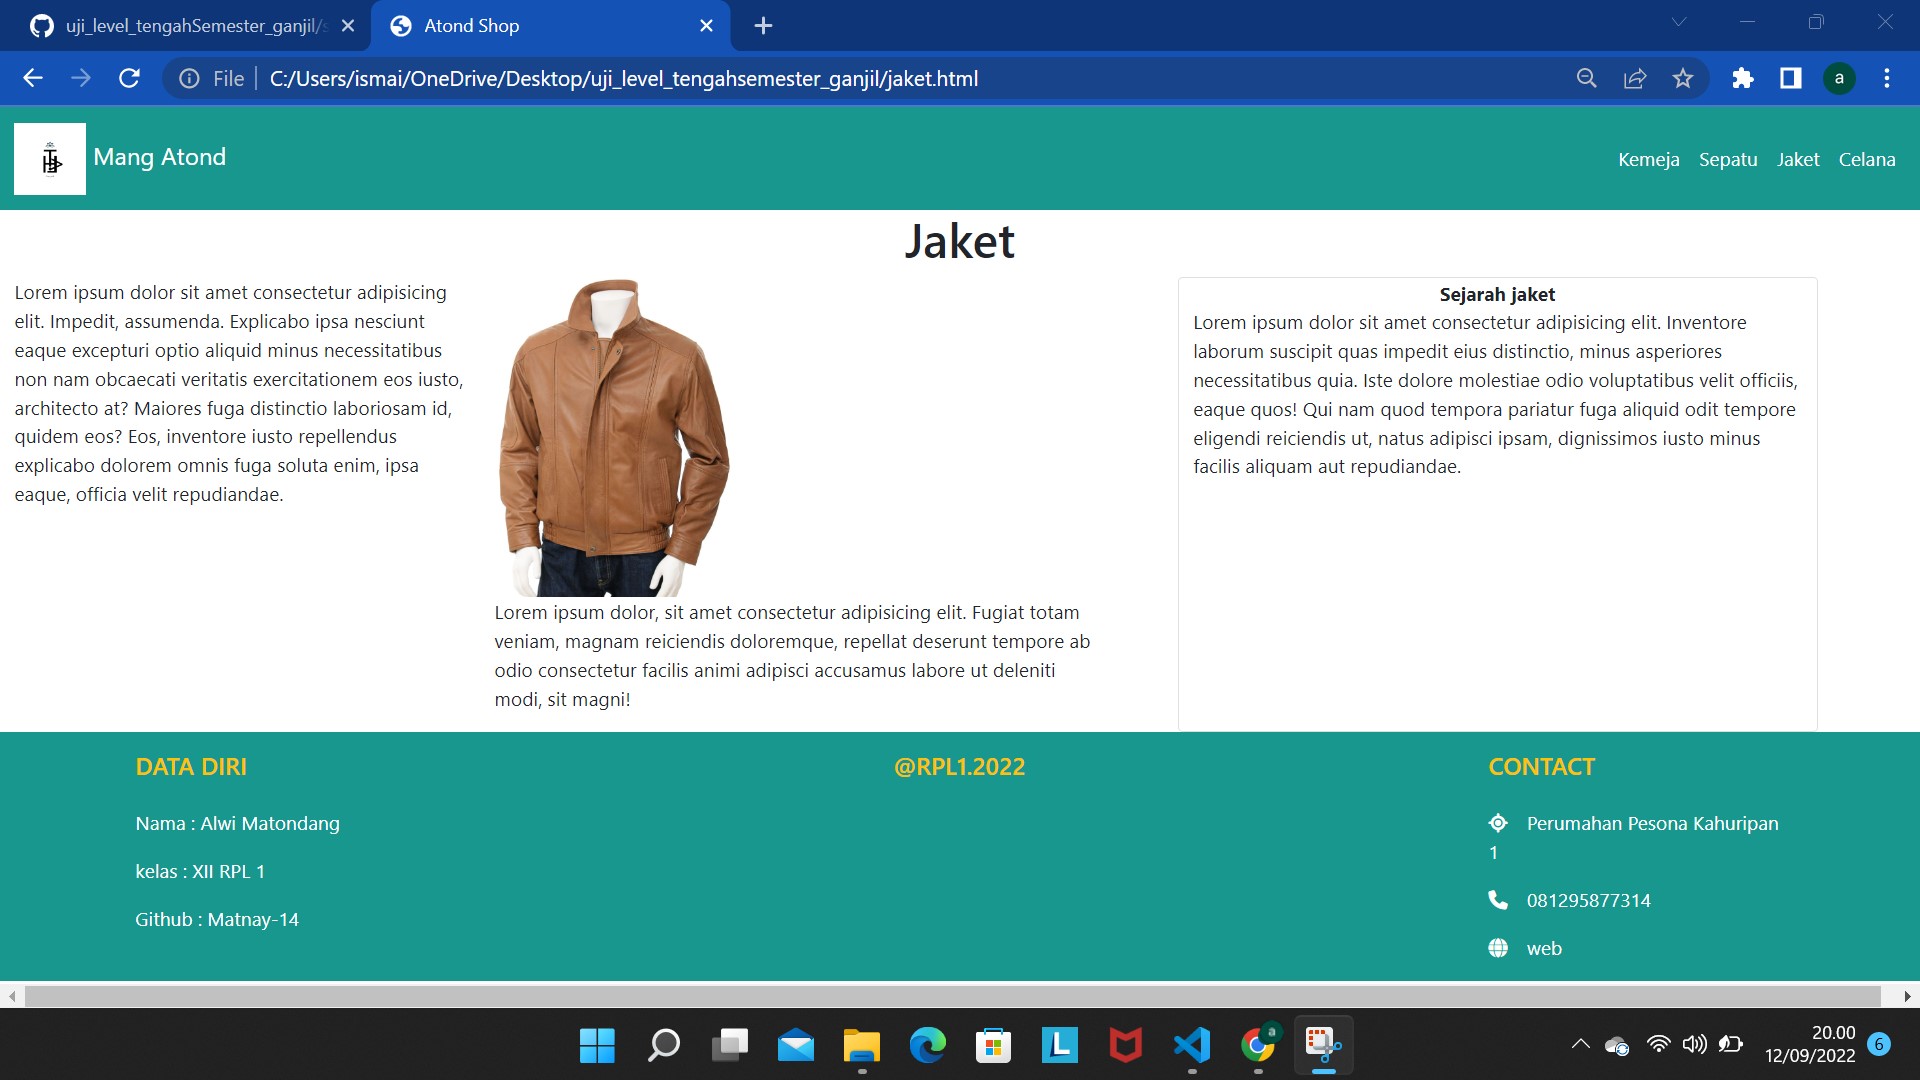 uji_level_tengahSemester_ganjil/
Atond Shop
File
C:/Users/ismai/OneDrive/Desktop/uji_level_tengahsemester_ganjil/jaket.html
a
Mang Atond
Kemeja Sepatu Jaket Celana
Jaket
Lorem ipsum dolor sit amet consectetur adipisicing
elit. Impedit, assumenda. Explicabo ipsa nesciunt
eaque excepturi optio aliquid minus necessitatibus
non nam obcaecati veritatis exercitationem eos iusto,
architecto at? Maiores fuga distinctio laboriosam id,
quidem eos? Eos, inventore iusto repellendus
explicabo dolorem omnis fuga soluta enim, ipsa
eaque, officia velit repudiandae.
Lorem ipsum dolor, sit amet consectetur adipisicing elit. Fugiat totam
veniam, magnam reiciendis doloremque, repellat deserunt tempore ab
odio consectetur facilis animi adipisci accusamus labore ut deleniti
modi, sit magni!
Sejarah jaket
Lorem ipsum dolor sit amet consectetur adipisicing elit. Inventore
laborum suscipit quas impedit eius distinctio, minus asperiores
necessitatibus quia. Iste dolore molestiae odio voluptatibus velit officiis,
eaque quos! Qui nam quod tempora pariatur fuga aliquid odit tempore
eligendi reiciendis ut, natus adipisci ipsam, dignissimos iusto minus
facilis aliquam aut repudiandae.
DATA DIRI
Nama : Alwi Matondang
kelas : XII RPL 1
Github : Matnay-14
@RPL1.2022
CONTACT
Perumahan Pesona Kahuripan
1
081295877314
web
L
a
20.00
12/09/2022
6